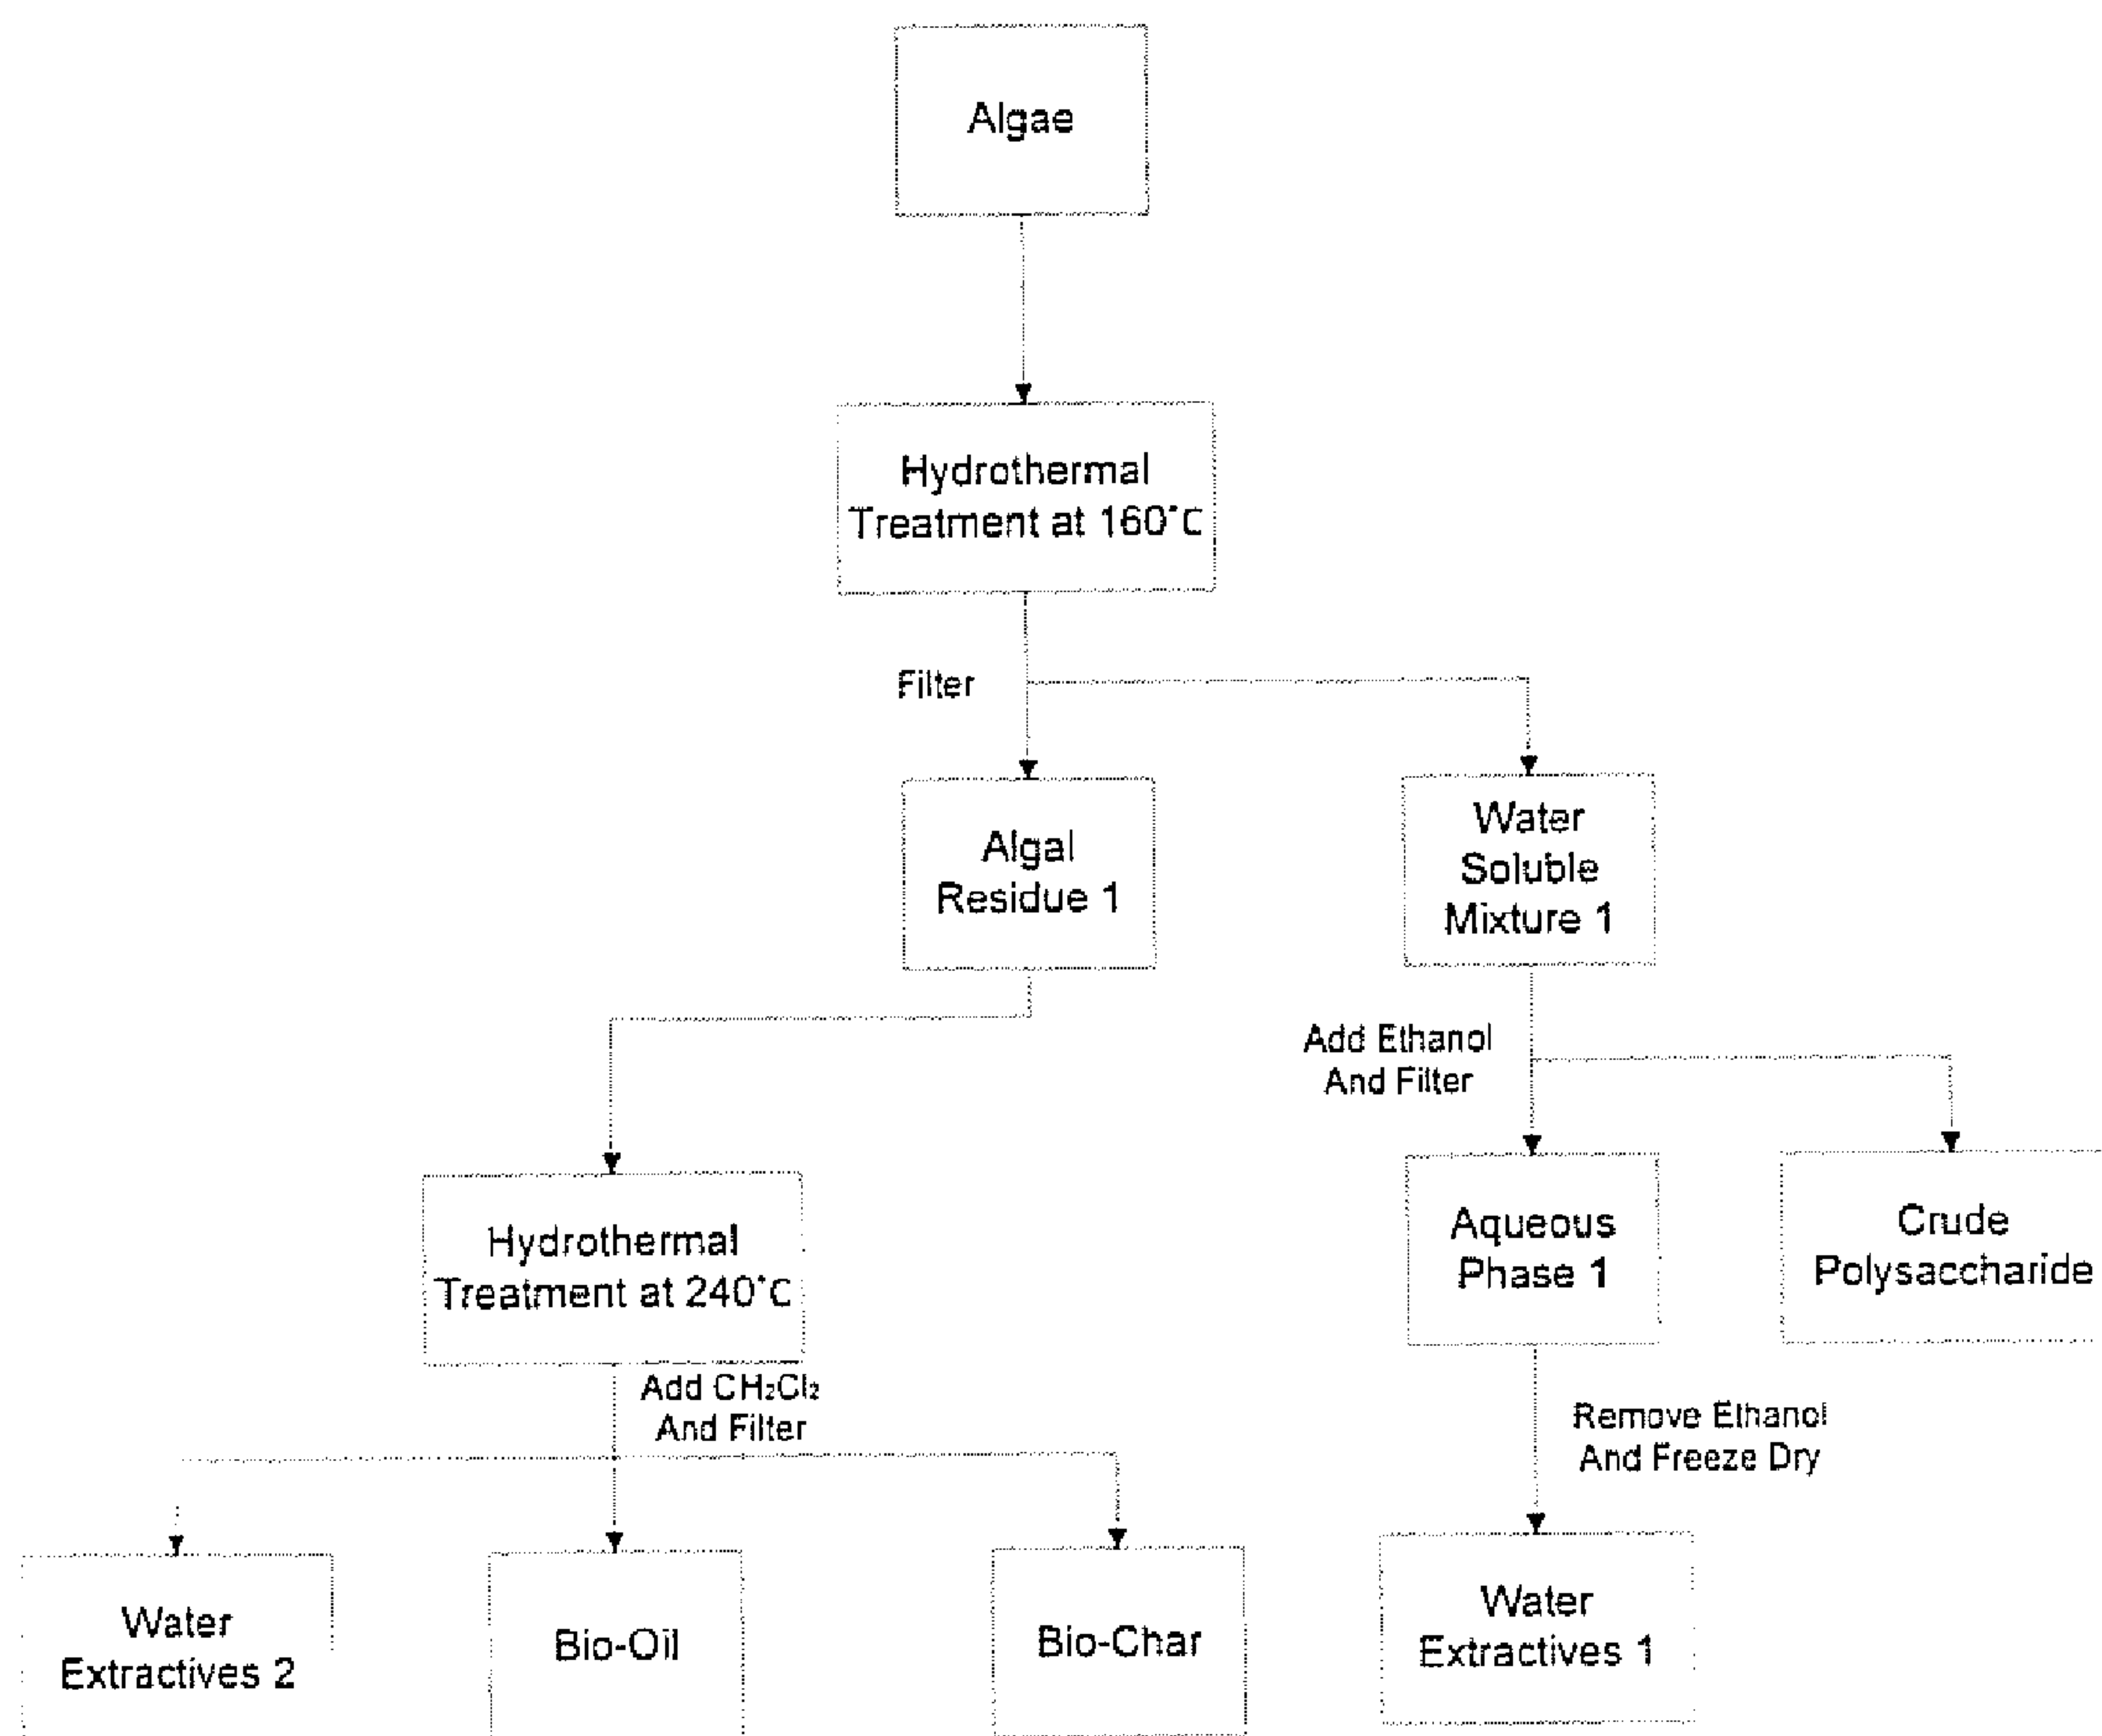 Algae
Hydrothermal
Treatment at 160°C
Filter
Algal
Residue 1
Water
Soluble
Mixture 1
Add Ethanol
And Filter
Hydrothermal
Treatment at 240°C
Aqueous
Phase 1
Crude
Polysaccharide
Add CH₂Cl₂
And Filter
Remove Ethanol
And Freeze Dry
Water
Extractives 2
Bio-Oil
Bio-Char
Water
Extractives 1